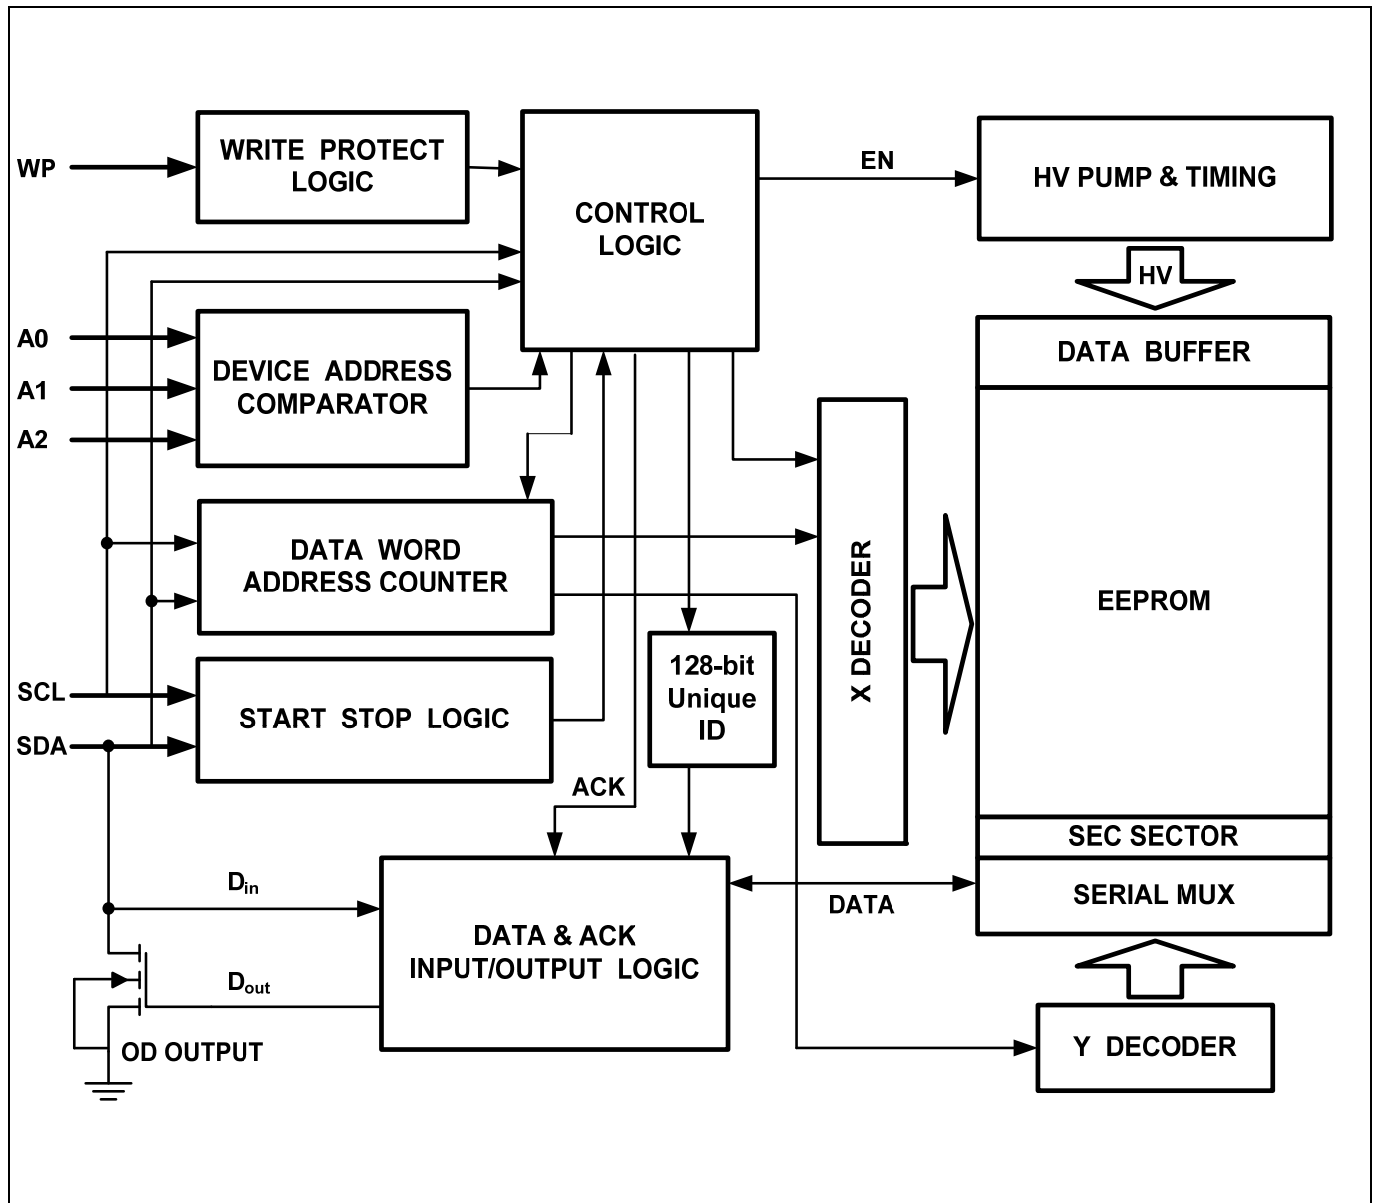 WP
WRITE PROTECT
LOGIC
CONTROL
LOGIC
EN
HV PUMP & TIMING
HV
A0
A1
A2
DEVICE ADDRESS
COMPARATOR
DATA BUFFER
DATA WORD
ADDRESS COUNTER
X DECODER
EEPROM
SCL
SDA
START STOP LOGIC
128-bit
Unique
ID
ACK
SEC SECTOR
SERIAL MUX
Din
DATA & ACK
INPUT/OUTPUT LOGIC
DATA
Dout
OD OUTPUT
Y DECODER